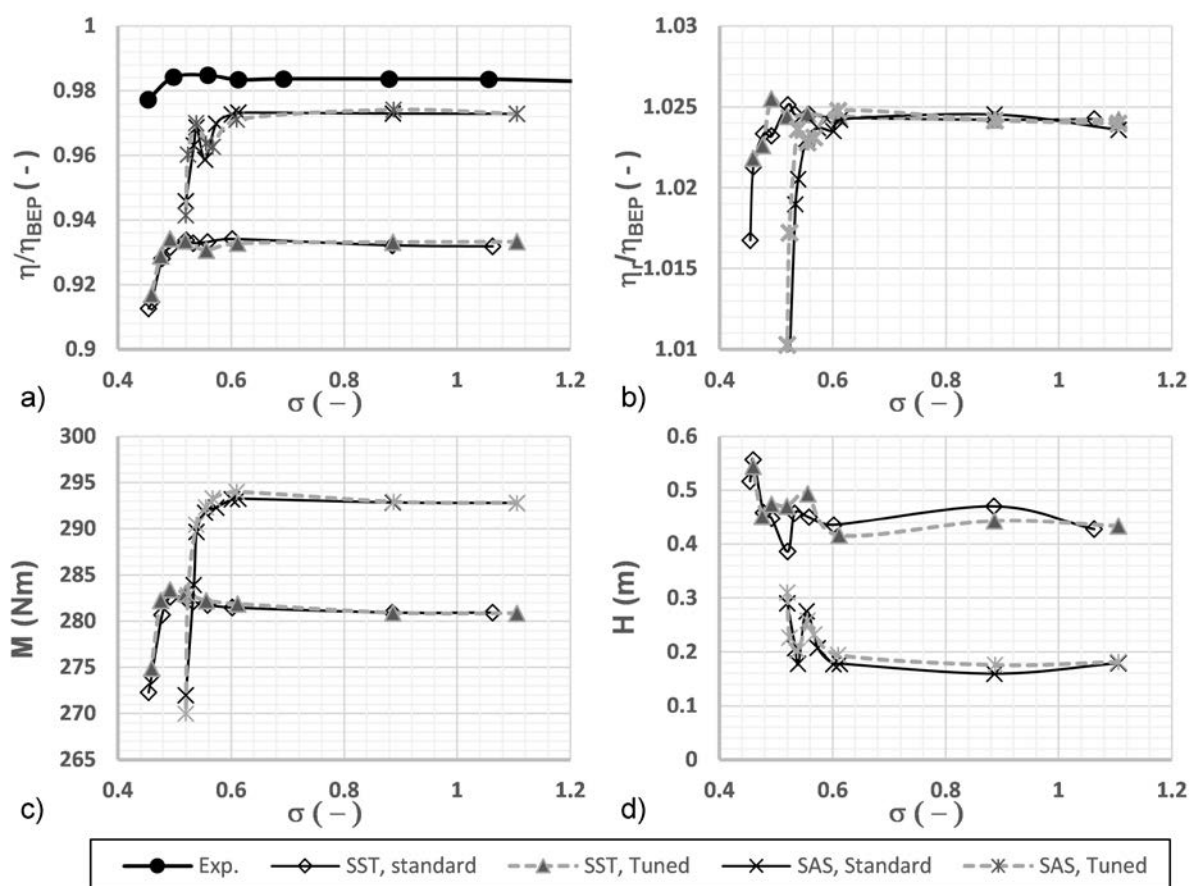 1
0.98
0.96
0.94
0.92
0.9
η/ηBEP ( - )
0.4 0.6 0.8 1 1.2
a) σ ( – )
1.03
1.025
1.02
1.015
1.01
ηr/ηBEP ( - )
0.4 0.6 0.8 1 1.2
b) σ ( – )
300
295
290
285
280
275
270
265
M (Nm)
0.4 0.6 0.8 1 1.2
c) σ ( – )
0.6
0.5
0.4
0.3
0.2
0.1
0
H (m)
0.4 0.6 0.8 1 1.2
d) σ ( – )
Exp. SST, standard SST, Tuned SAS, Standard SAS, Tuned